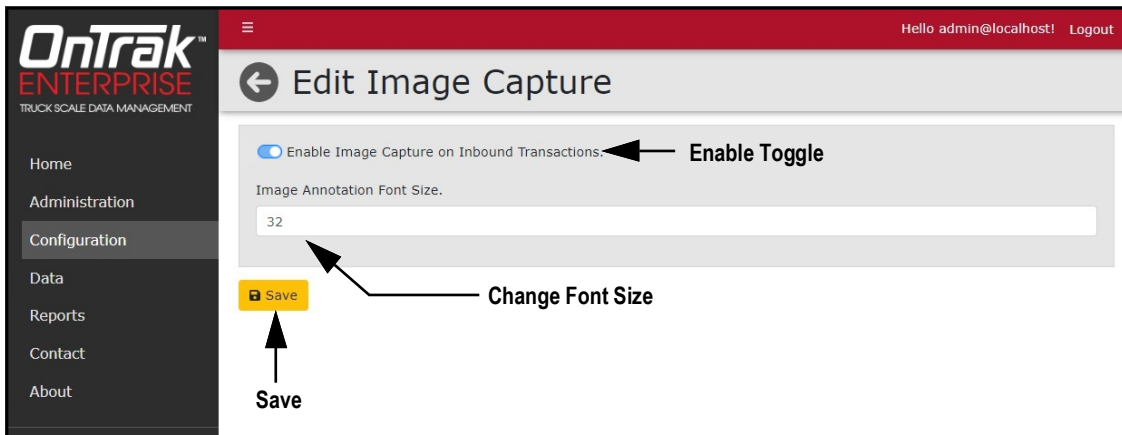 OnTrak™
ENTERPRISE
TRUCK SCALE DATA MANAGEMENT
Home
Administration
Configuration
Data
Reports
Contact
About
Hello admin@localhost! Logout
Edit Image Capture
Enable Image Capture on Inbound Transactions.
Enable Toggle
Image Annotation Font Size.
32
Change Font Size
Save
Save